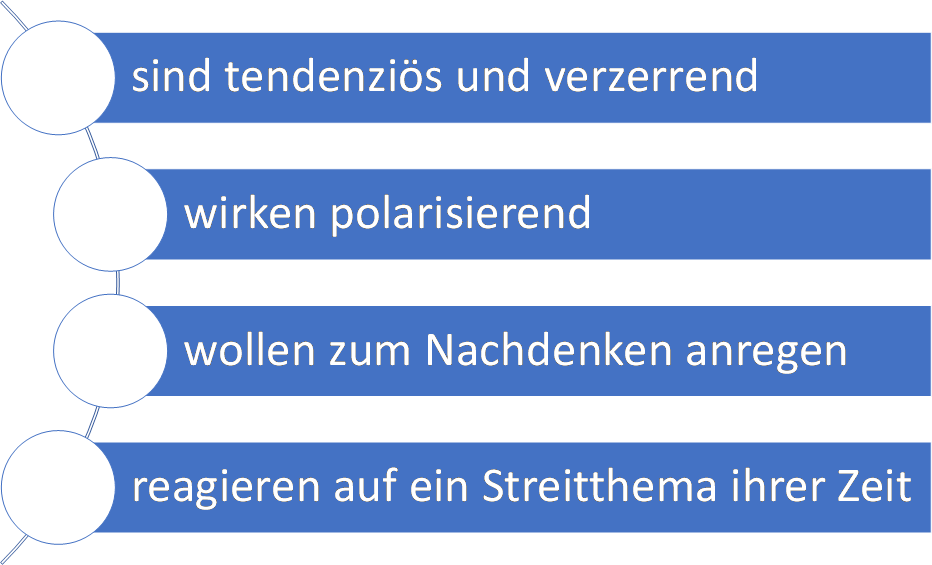 sind tendenziös und verzerrend
wirken polarisierend
wollen zum Nachdenken anregen
reagieren auf ein Streitthema ihrer Zeit